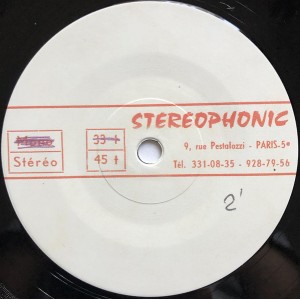 STEREOPHONIC
Mono 33 t
Stéréo 45 t
9, rue Pestalozzi - PARIS-5e
Tél. 331-08-35 - 928-79-56
2'